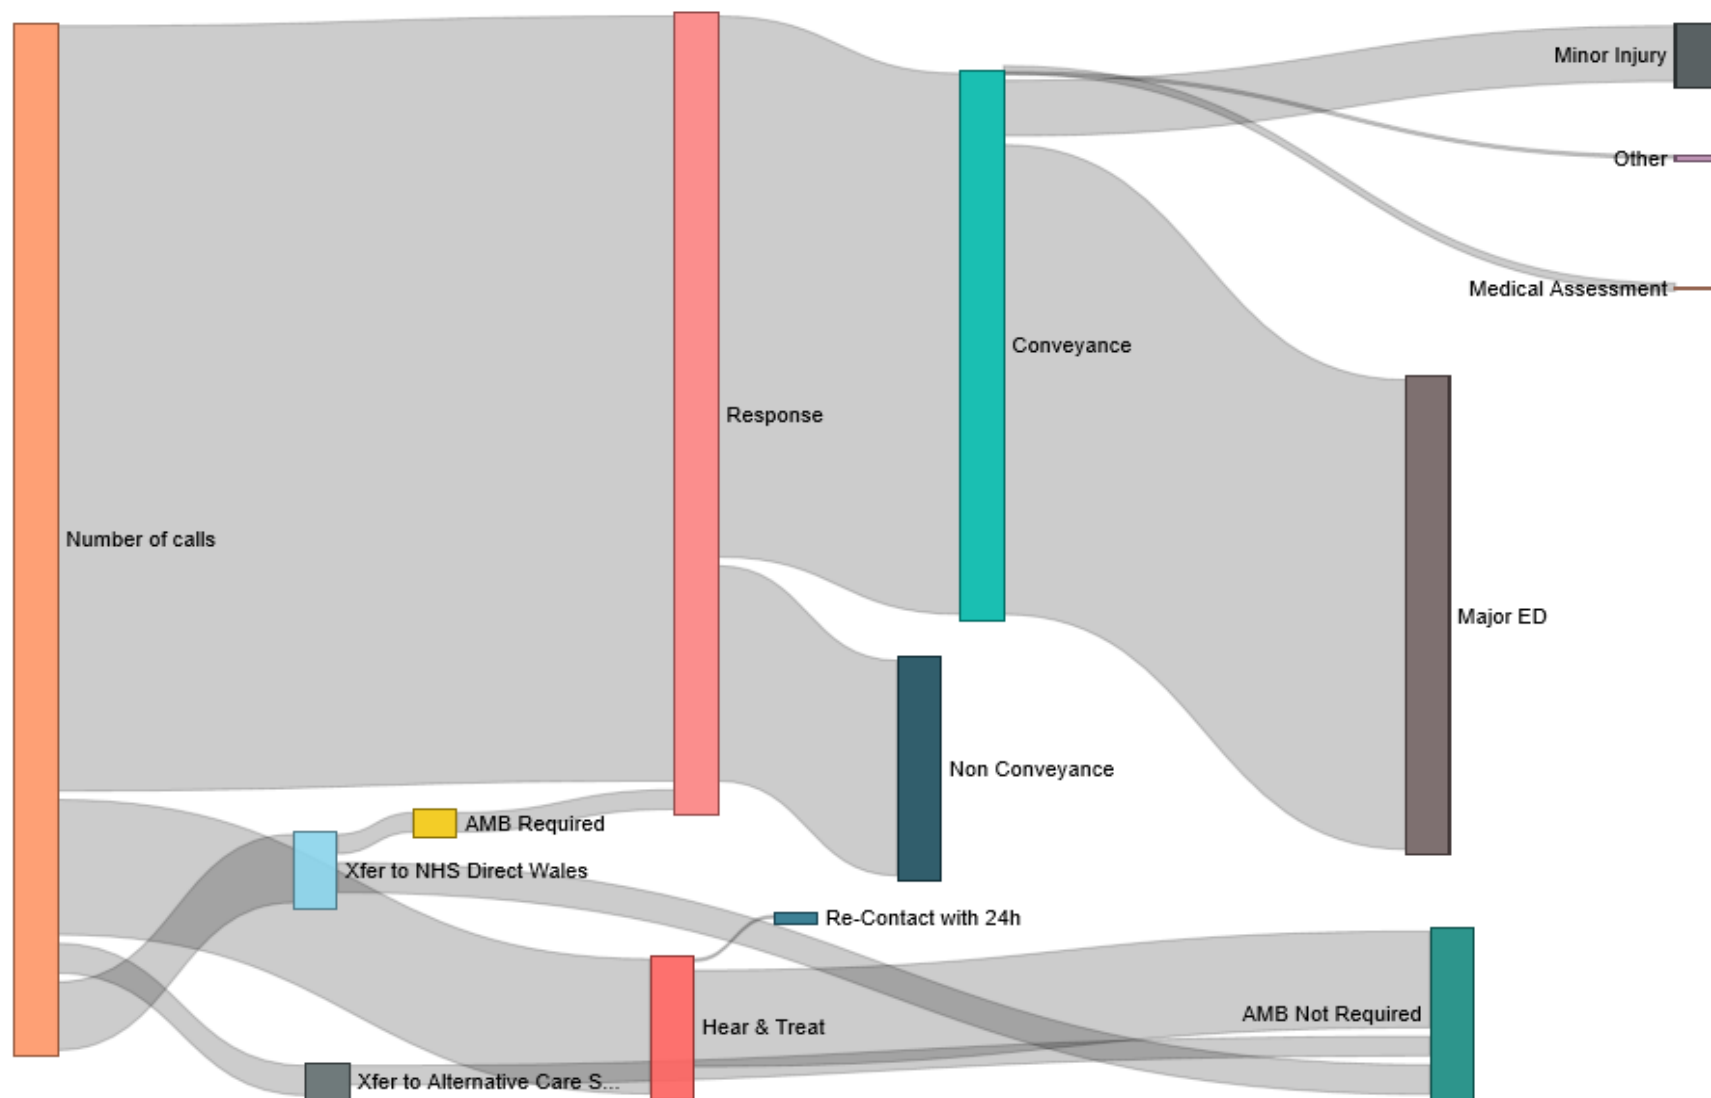 Minor Injury
Other
Medical Assessment
Conveyance
Response
Number of calls
Major ED
Non Conveyance
AMB Required
Xfer to NHS Direct Wales
Re-Contact with 24h
AMB Not Required
Hear & Treat
Xfer to Alternative Care S...